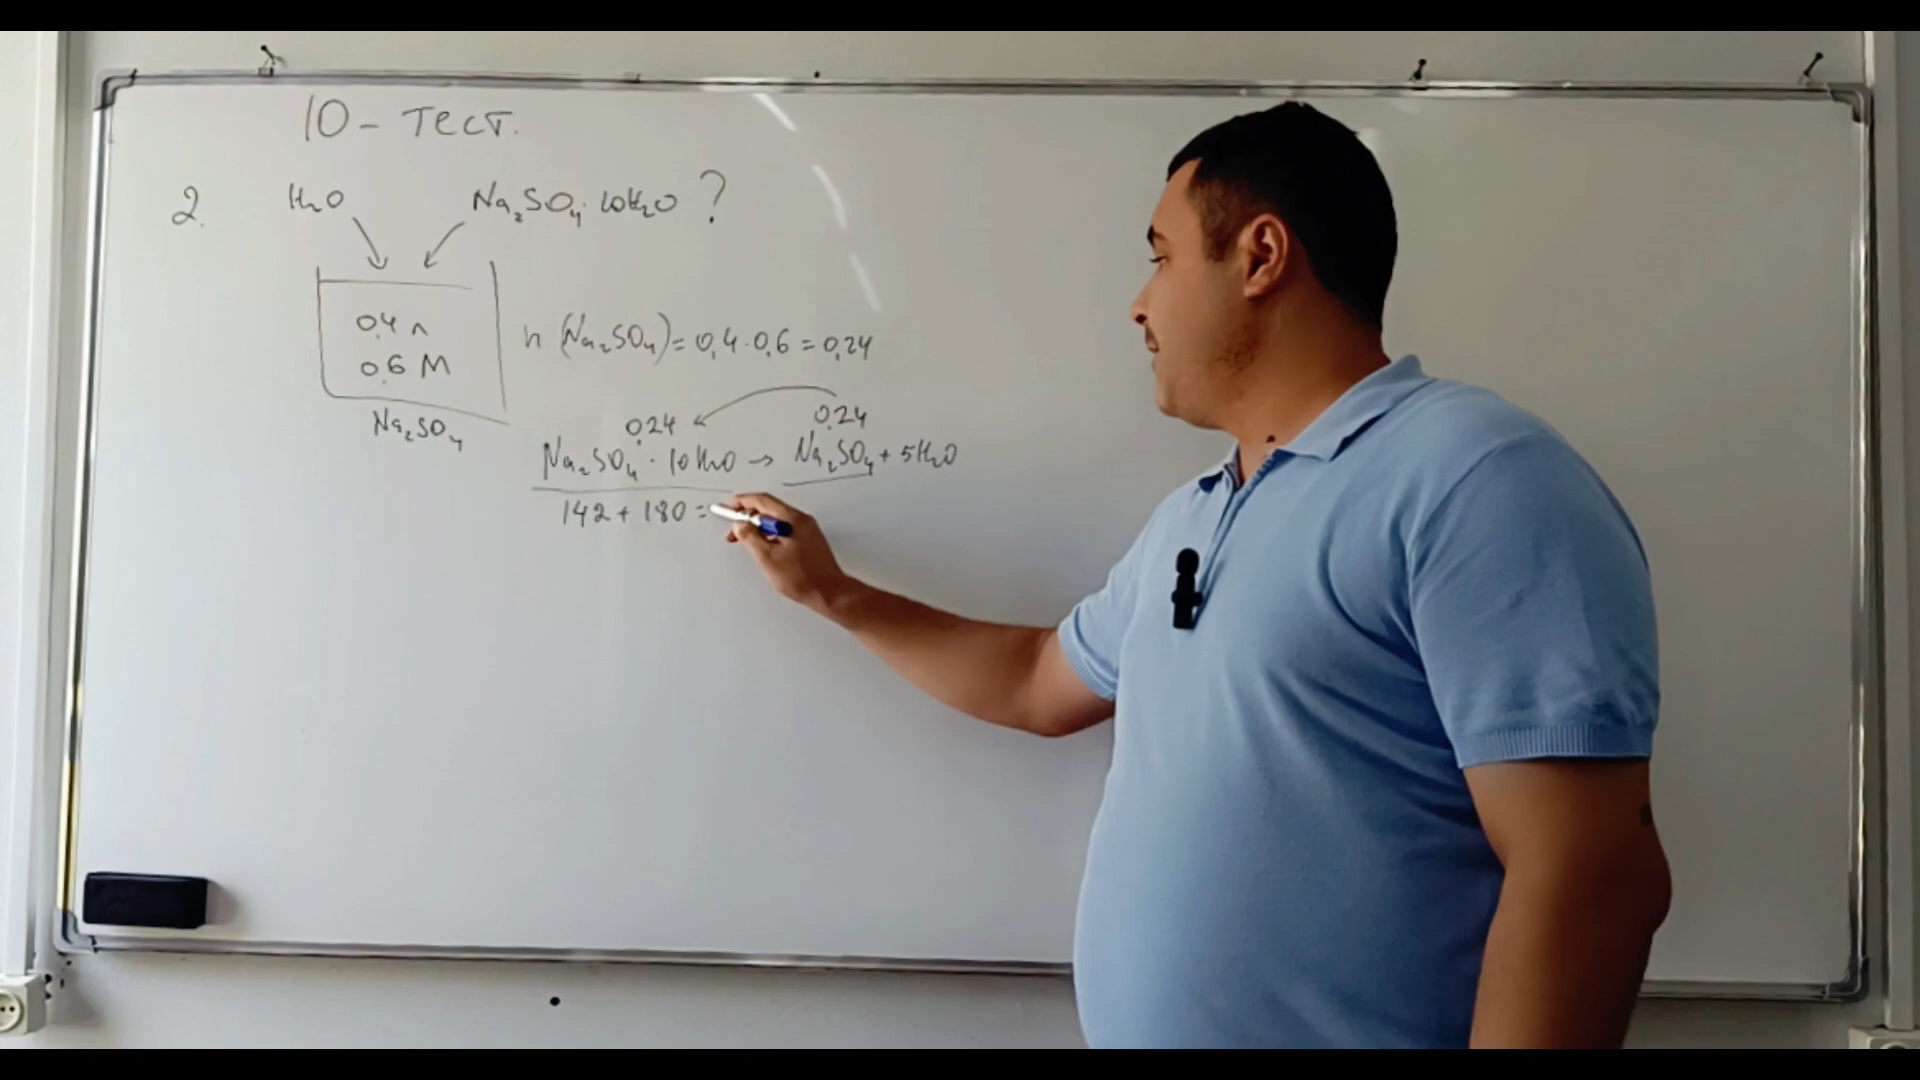 10 - тест.
2. H₂O Na₂SO₄·10H₂O ?
0,4 л
0,6 M
Na₂SO₄
n (Na₂SO₄) = 0,4 · 0,6 = 0,24
0,24 0,24
Na₂SO₄ · 10H₂O → Na₂SO₄ + 5H₂O
142 + 180 =